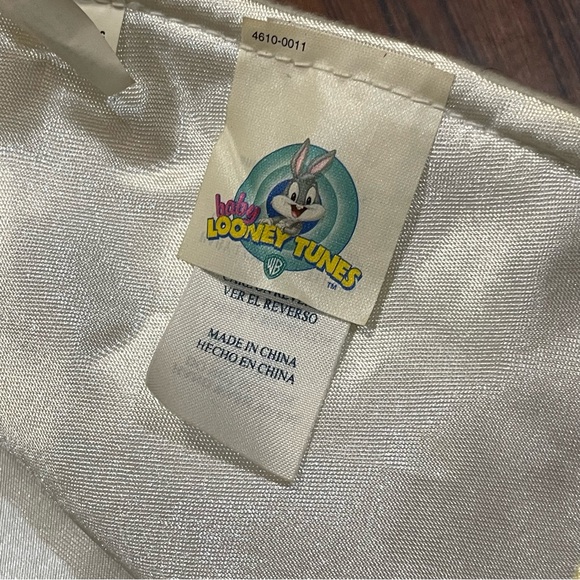 4610-0011
baby
LOONEY TUNES
WB
TM
VER EL REVERSO
MADE IN CHINA
HECHO EN CHINA